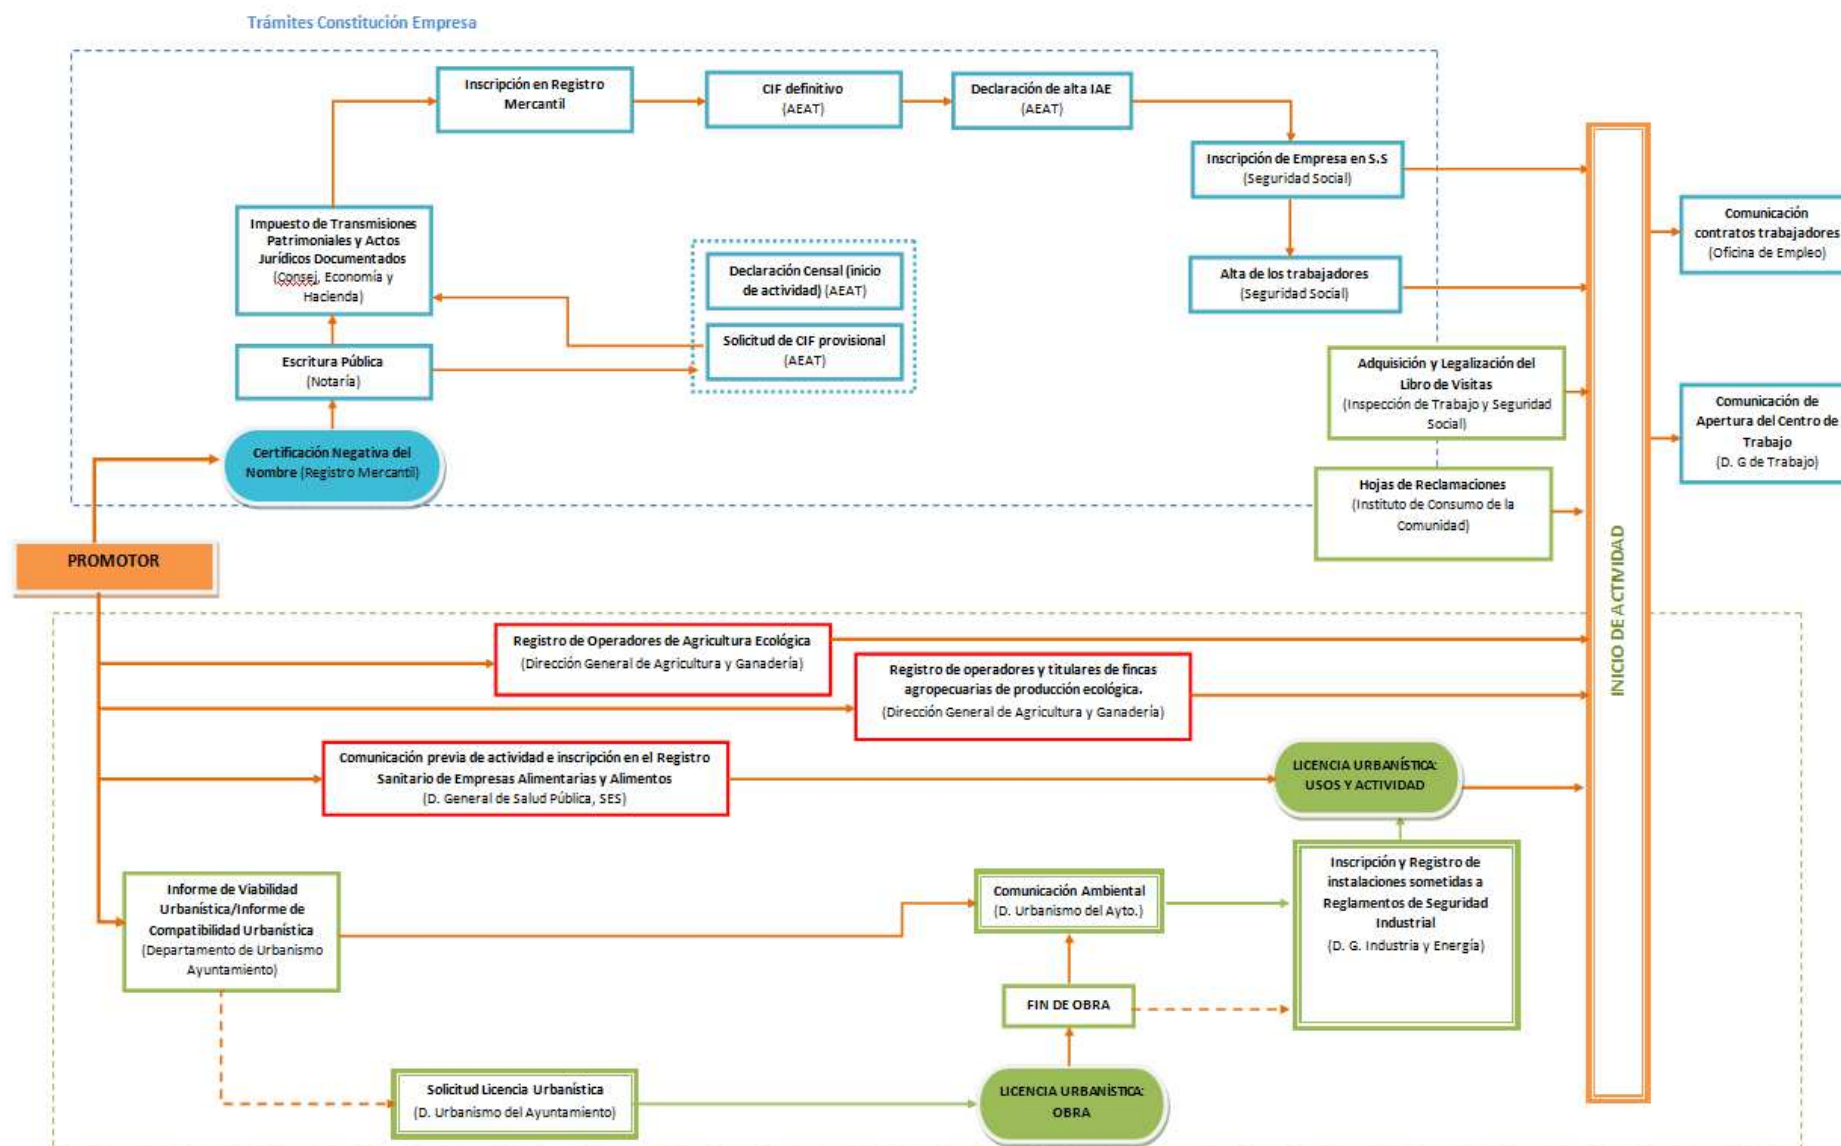 Trámites Constitución Empresa
Inscripción en Registro
Mercantil
CIF definitivo
(AEAT)
Declaración de alta IAE
(AEAT)
Inscripción de Empresa en S.S
(Seguridad Social)
Impuesto de Transmisiones
Patrimoniales y Actos
Jurídicos Documentados
(Consej, Economía y
Hacienda)
Declaración Censal (inicio
de actividad) (AEAT)
Alta de los trabajadores
(Seguridad Social)
Comunicación
contratos trabajadores
(Oficina de Empleo)
Solicitud de CIF provisional
(AEAT)
Escritura Pública
(Notaría)
Adquisición y Legalización del
Libro de Visitas
(Inspección de Trabajo y Seguridad
Social)
Comunicación de
Apertura del Centro de
Trabajo
(D. G de Trabajo)
Certificación Negativa del
Nombre (Registro Mercantil)
Hojas de Reclamaciones
(Instituto de Consumo de la
Comunidad)
PROMOTOR
INICIO DE ACTIVIDAD
Registro de Operadores de Agricultura Ecológica
(Dirección General de Agricultura y Ganadería)
Registro de operadores y titulares de fincas
agropecuarias de producción ecológica.
(Dirección General de Agricultura y Ganadería)
Comunicación previa de actividad e inscripción en el Registro
Sanitario de Empresas Alimentarias y Alimentos
(D. General de Salud Pública, SES)
LICENCIA URBANÍSTICA:
USOS Y ACTIVIDAD
Informe de Viabilidad
Urbanística/Informe de
Compatibilidad Urbanística
(Departamento de Urbanismo
Ayuntamiento)
Comunicación Ambiental
(D. Urbanismo del Ayto.)
Inscripción y Registro de
instalaciones sometidas a
Reglamentos de Seguridad
Industrial
(D. G. Industria y Energía)
FIN DE OBRA
Solicitud Licencia Urbanística
(D. Urbanismo del Ayuntamiento)
LICENCIA URBANÍSTICA:
OBRA